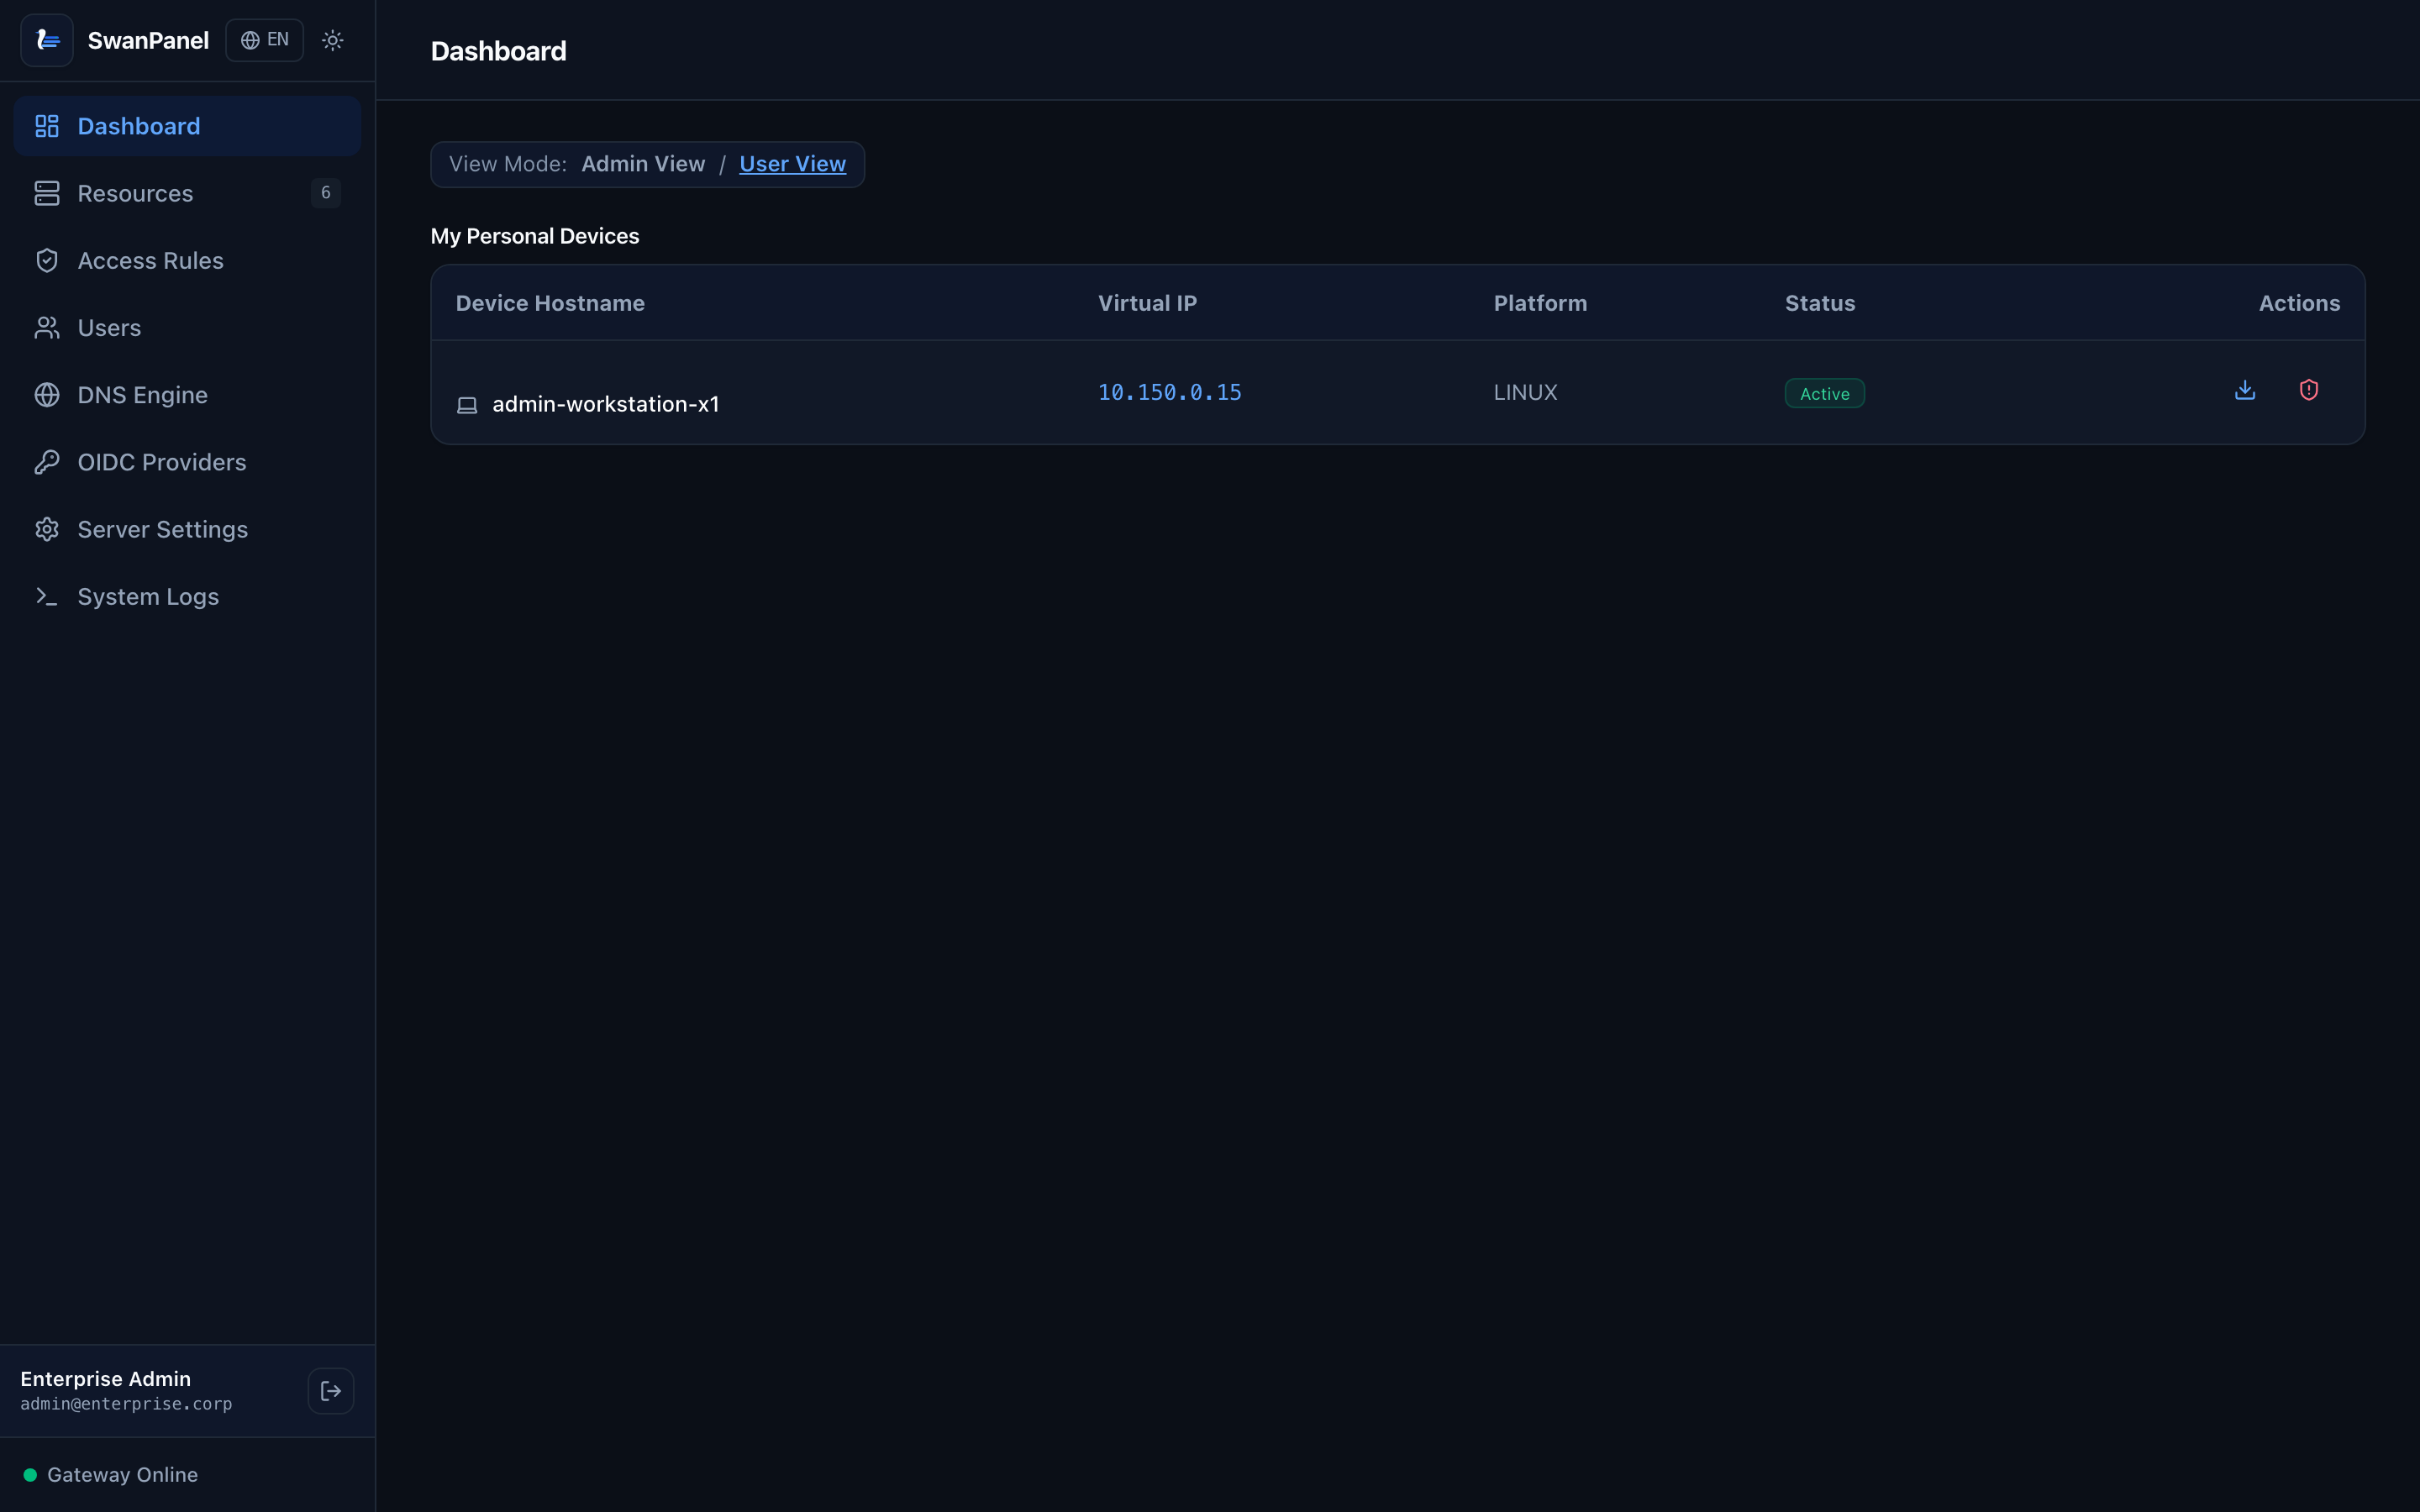 SwanPanel
EN
Dashboard
Resources
6
Access Rules
Users
DNS Engine
OIDC Providers
Server Settings
System Logs
Enterprise Admin
admin@enterprise.corp
Gateway Online
Dashboard
View Mode: Admin View / User View
My Personal Devices
Device Hostname Virtual IP Platform Status Actions
admin-workstation-x1 10.150.0.15 LINUX Active